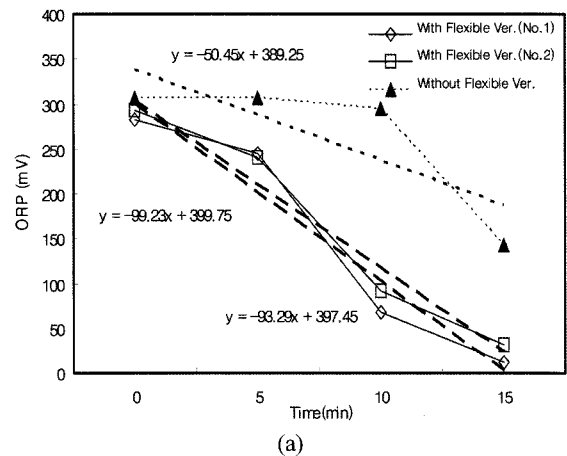 With Flexible Ver.(No.1)
With Flexible Ver.(No.2)
Without Flexible Ver.
y = -50.45x + 389.25
y = -99.23x + 399.75
y = -93.29x + 397.45
ORP (mV)
400
350
300
250
200
150
100
50
0
0 5 10 15
Time(min)
(a)